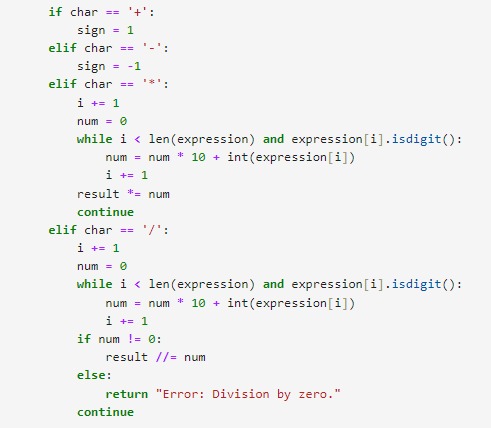 if char == '+':
    sign = 1
elif char == '-':
    sign = -1
elif char == '*':
    i += 1
    num = 0
    while i < len(expression) and expression[i].isdigit():
        num = num * 10 + int(expression[i])
        i += 1
    result *= num
    continue
elif char == '/':
    i += 1
    num = 0
    while i < len(expression) and expression[i].isdigit():
        num = num * 10 + int(expression[i])
        i += 1
    if num != 0:
        result //= num
    else:
        return "Error: Division by zero."
    continue